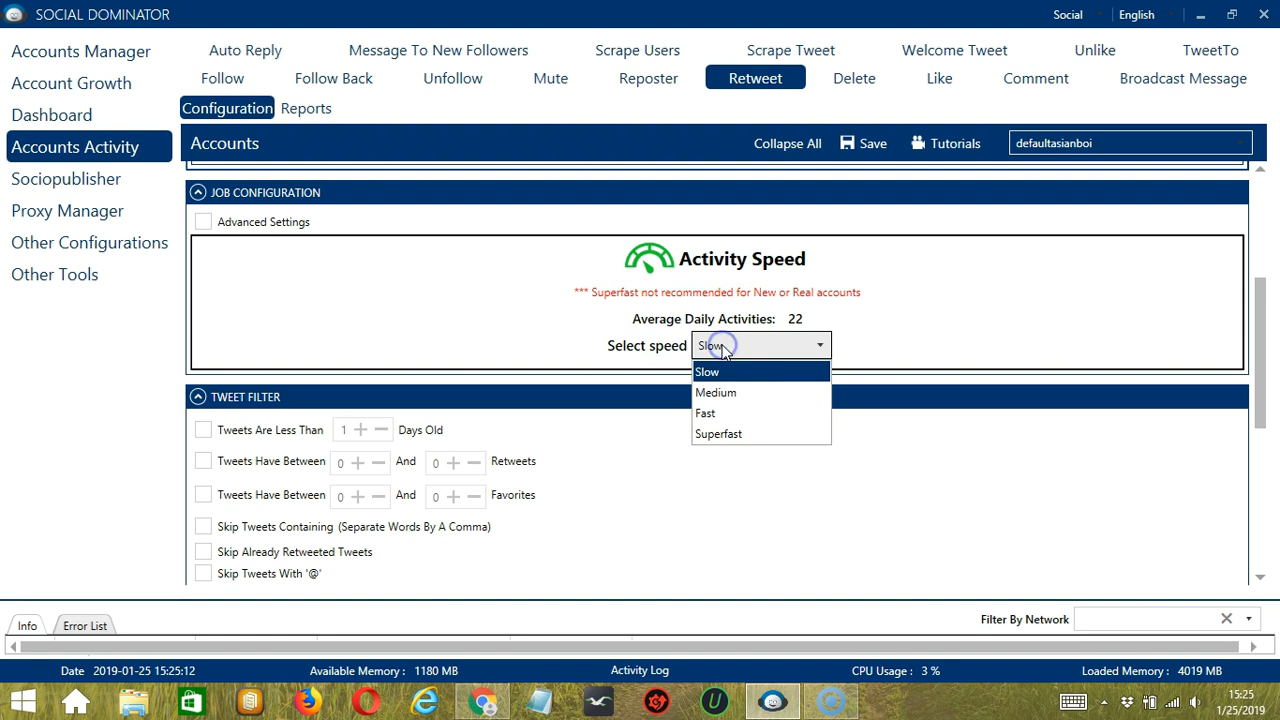 SOCIAL DOMINATOR
Social English
Accounts Manager
Account Growth
Dashboard
Accounts Activity
Sociopublisher
Proxy Manager
Other Configurations
Other Tools
Auto Reply Message To New Followers Scrape Users Scrape Tweet Welcome Tweet Unlike TweetTo
Follow Follow Back Unfollow Mute Reposter Retweet Delete Like Comment Broadcast Message
Configuration Reports
Accounts Collapse All Save Tutorials defaultasianboi
JOB CONFIGURATION
Advanced Settings
Activity Speed
*** Superfast not recommended for New or Real accounts
Average Daily Activities: 22
Select speed Slow
Slow
Medium
Fast
Superfast
TWEET FILTER
Tweets Are Less Than 1 Days Old
Tweets Have Between 0 And 0 Retweets
Tweets Have Between 0 And 0 Favorites
Skip Tweets Containing (Separate Words By A Comma)
Skip Already Retweeted Tweets
Skip Tweets With '@'
Info Error List Filter By Network
Date 2019-01-25 15:25:12 Available Memory : 1180 MB Activity Log CPU Usage : 3 % Loaded Memory : 4019 MB
15:25
1/25/2019